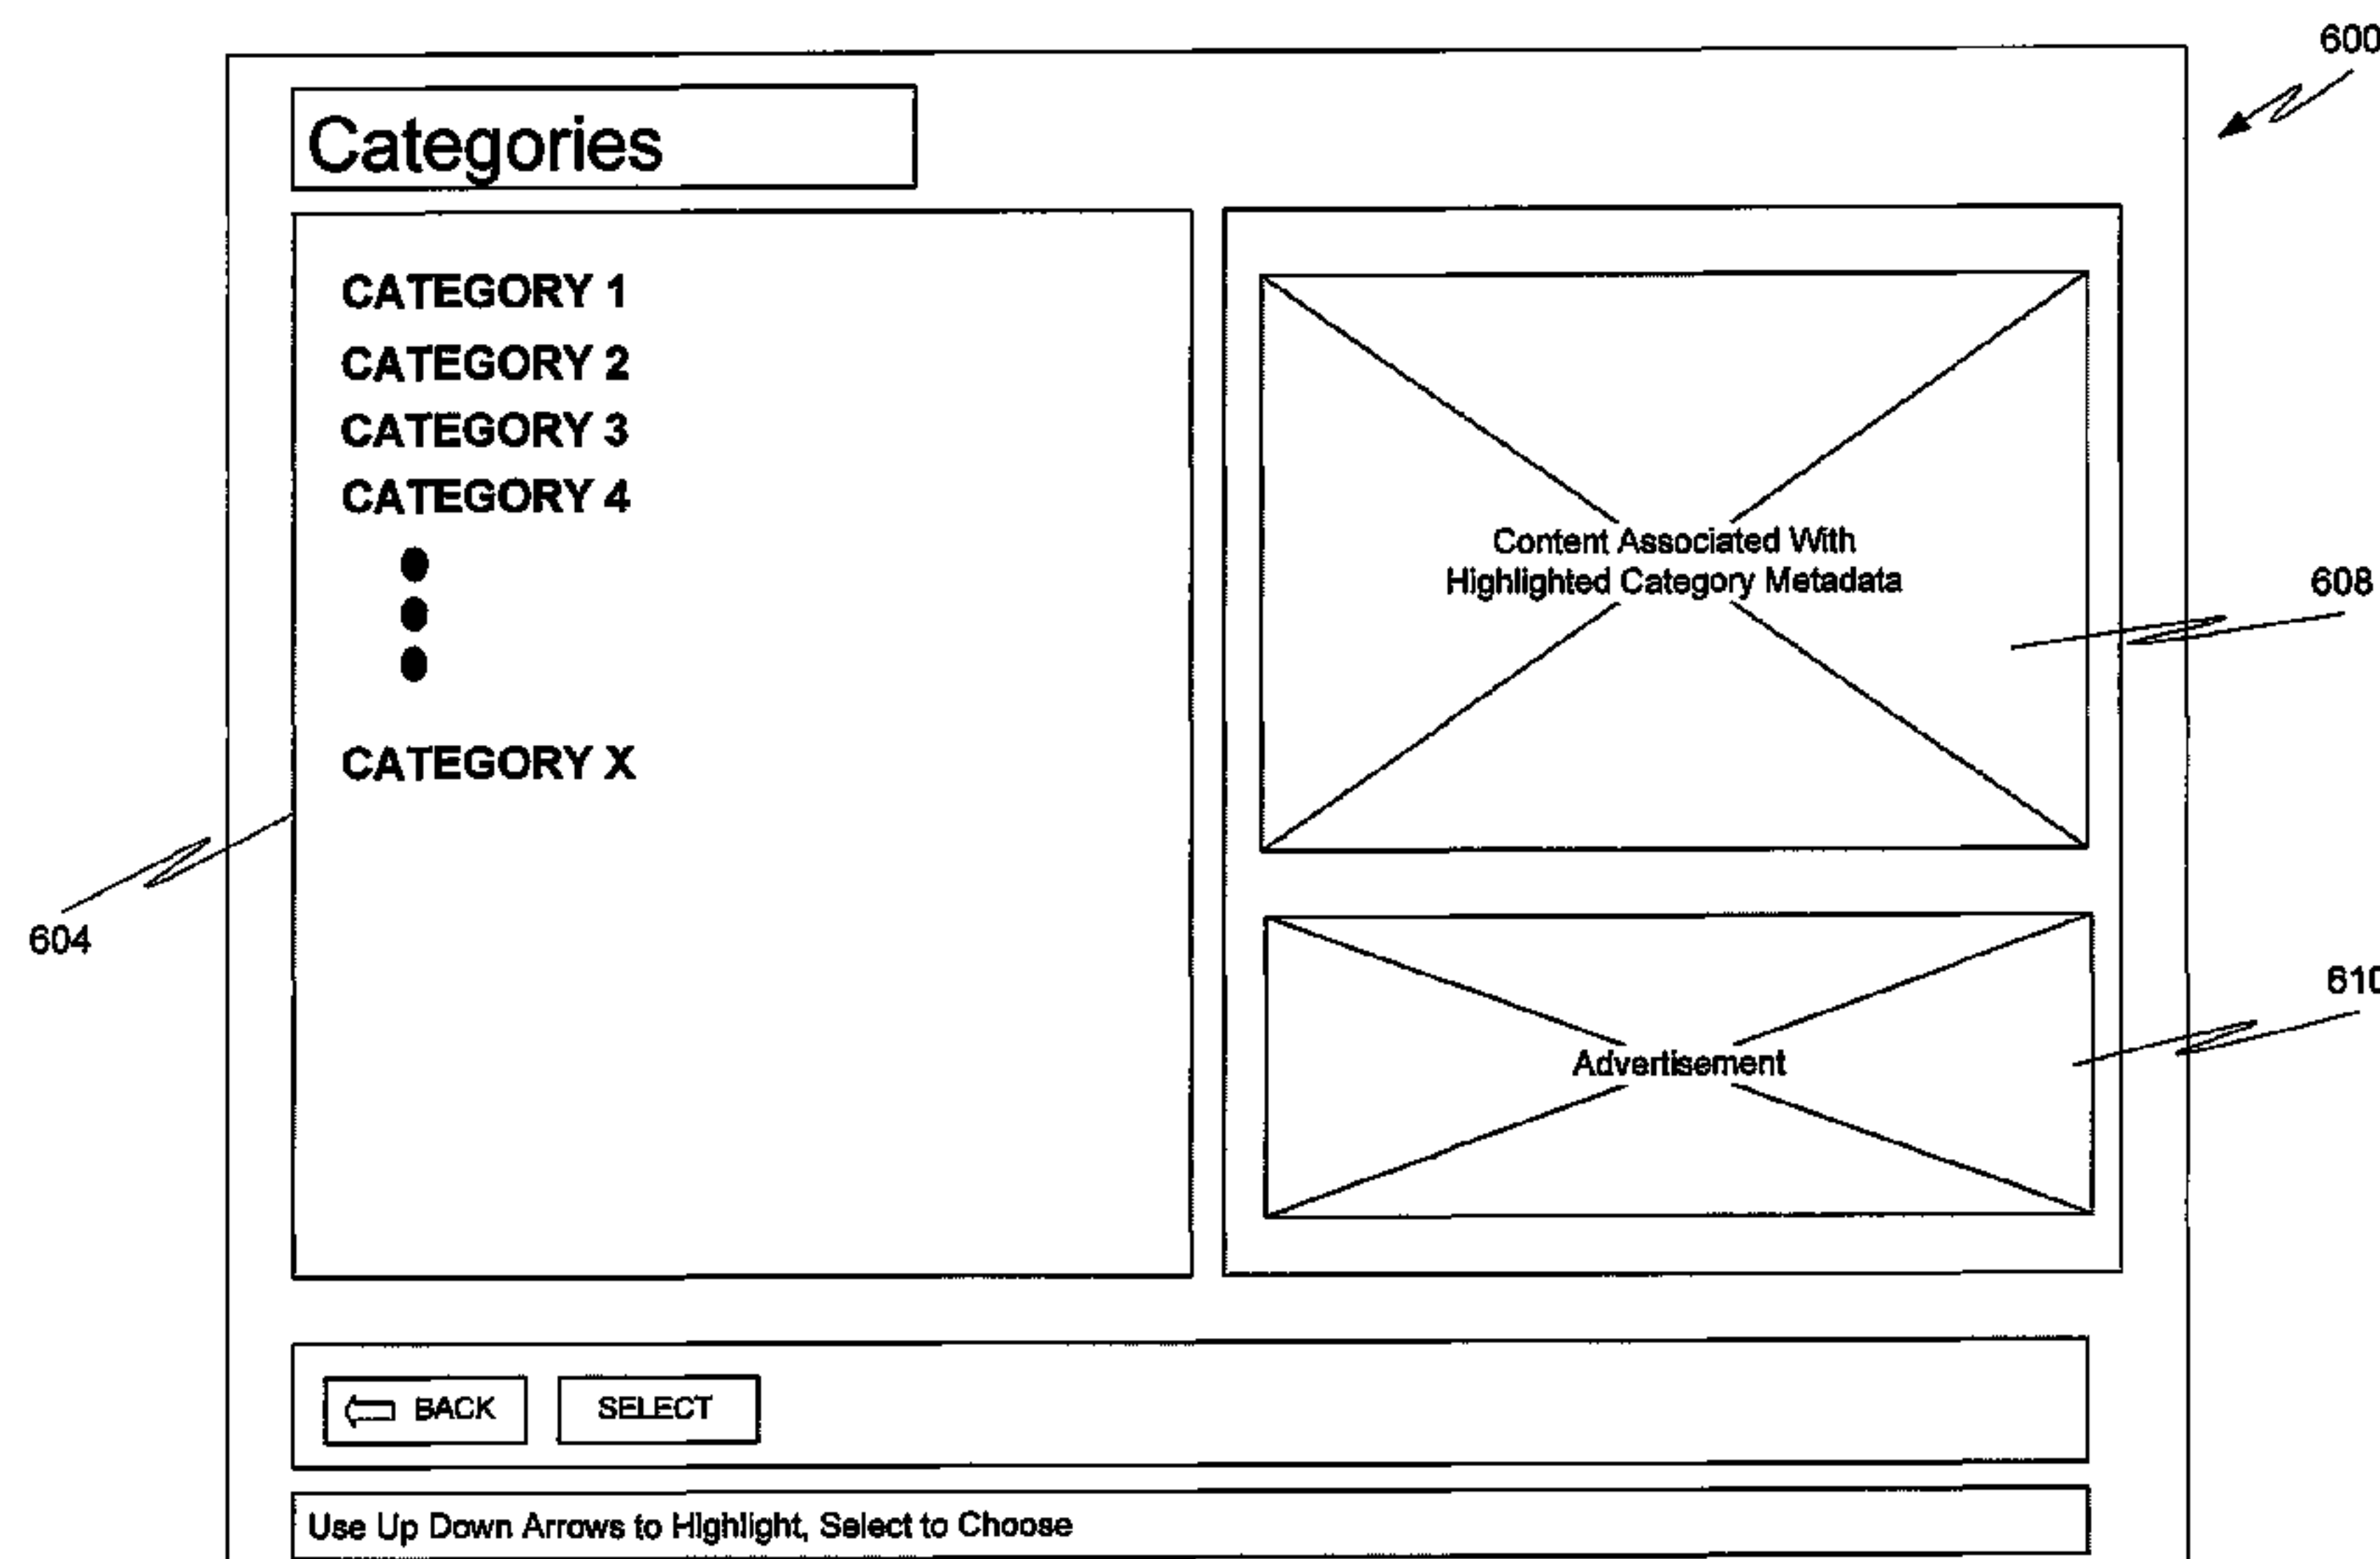 600
Categories
CATEGORY 1
CATEGORY 2
CATEGORY 3
CATEGORY 4
CATEGORY X
Content Associated With
Highlighted Category Metadata
608
604
610
Advertisement
BACK
SELECT
Use Up Down Arrows to Highlight, Select to Choose